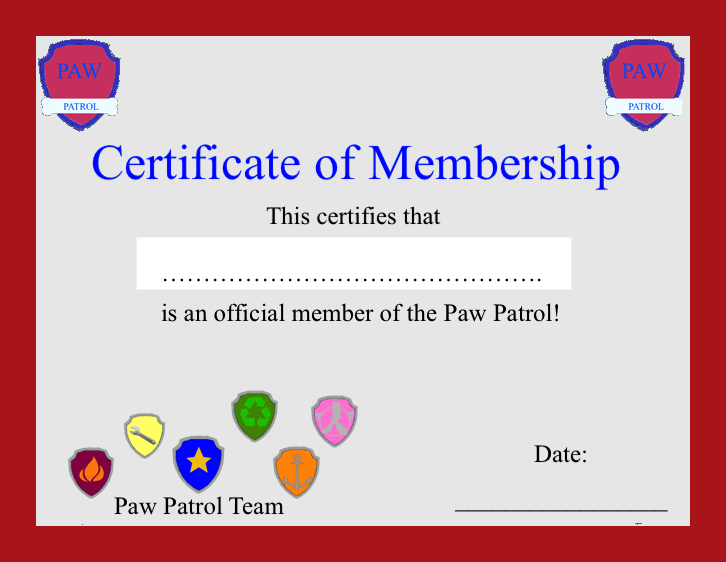 PAW
PATROL
PAW
PATROL
Certificate of Membership
This certifies that
………………………………………….
is an official member of the Paw Patrol!
Date:
Paw Patrol Team
__________________